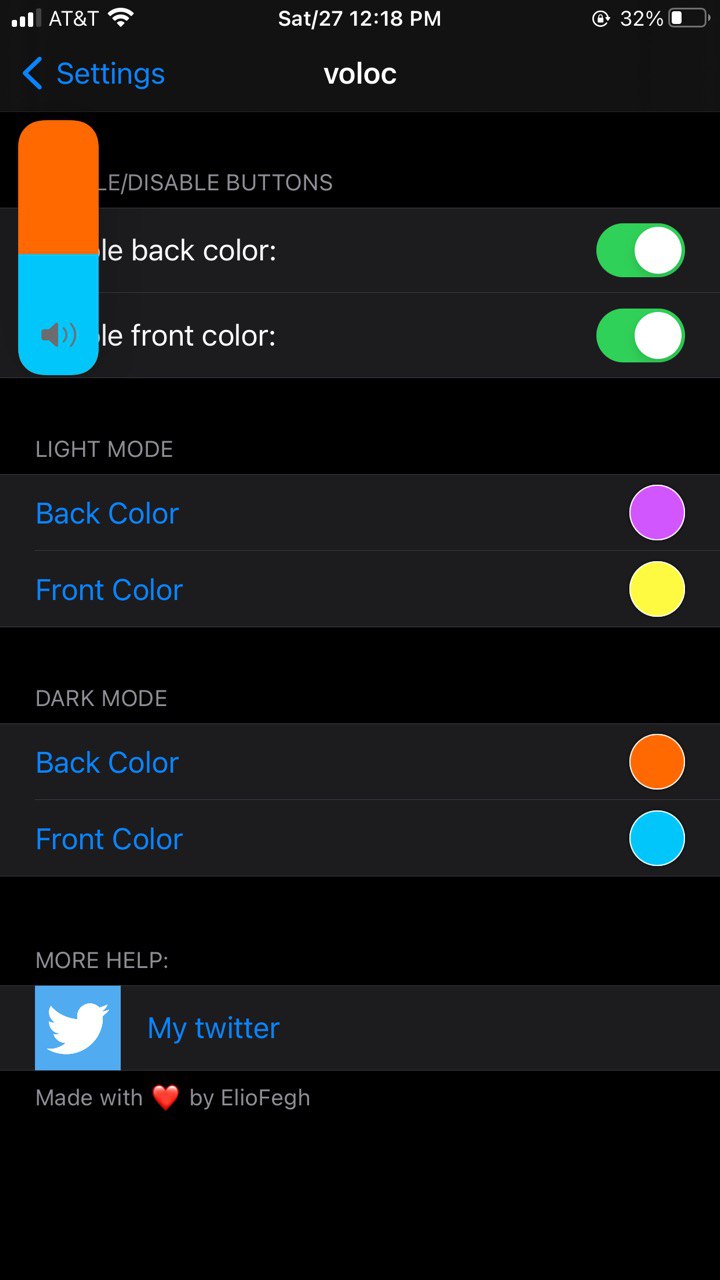 AT&T
Sat/27 12:18 PM
32%
Settings
voloc
LE/DISABLE BUTTONS
le back color:
le front color:
LIGHT MODE
Back Color
Front Color
DARK MODE
Back Color
Front Color
MORE HELP:
My twitter
Made with ❤️ by ElioFegh